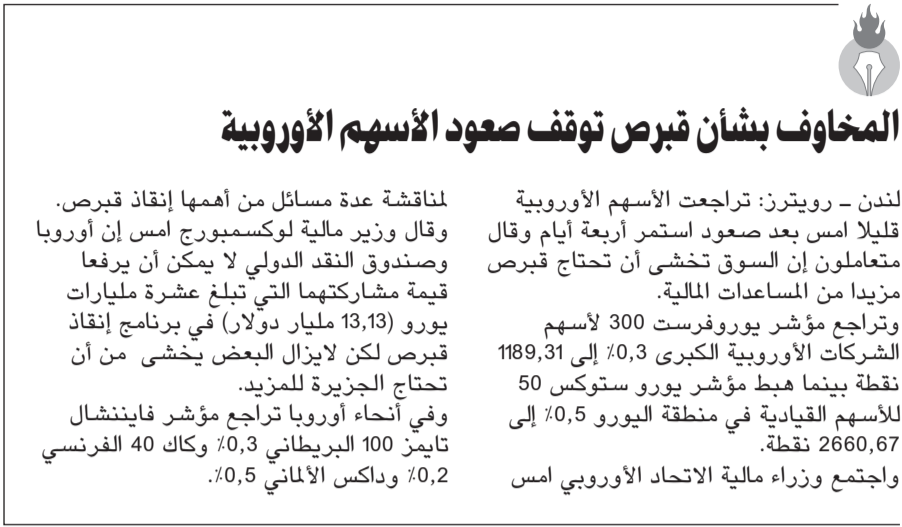 المخاوف بشأن قبرص توقف صعود الأسهم الأوروبية
لندن ـ رويترز: تراجعت الأسهم الأوروبية
قليلا امس بعد صعود استمر أربعة أيام وقال
متعاملون إن السوق تخشى أن تحتاج قبرص
مزيدا من المساعدات المالية.
وتراجع مؤشر يوروفرست 300 لأسهم
الشركات الأوروبية الكبرى 0,3٪ إلى 1189,31
نقطة بينما هبط مؤشر يورو ستوكس 50
للأسهم القيادية في منطقة اليورو 0,5٪ إلى
2660,67 نقطة.
واجتمع وزراء مالية الاتحاد الأوروبي امس
لمناقشة عدة مسائل من أهمها إنقاذ قبرص.
وقال وزير مالية لوكسمبورج امس إن أوروبا
وصندوق النقد الدولي لا يمكن أن يرفعا
قيمة مشاركتهما التي تبلغ عشرة مليارات
يورو (13,13 مليار دولار) في برنامج إنقاذ
قبرص لكن لايزال البعض يخشى من أن
تحتاج الجزيرة للمزيد.
وفي أنحاء أوروبا تراجع مؤشر فايننشال
تايمز 100 البريطاني 0,3٪ وكاك 40 الفرنسي
0,2٪ وداكس الألماني 0,5٪.